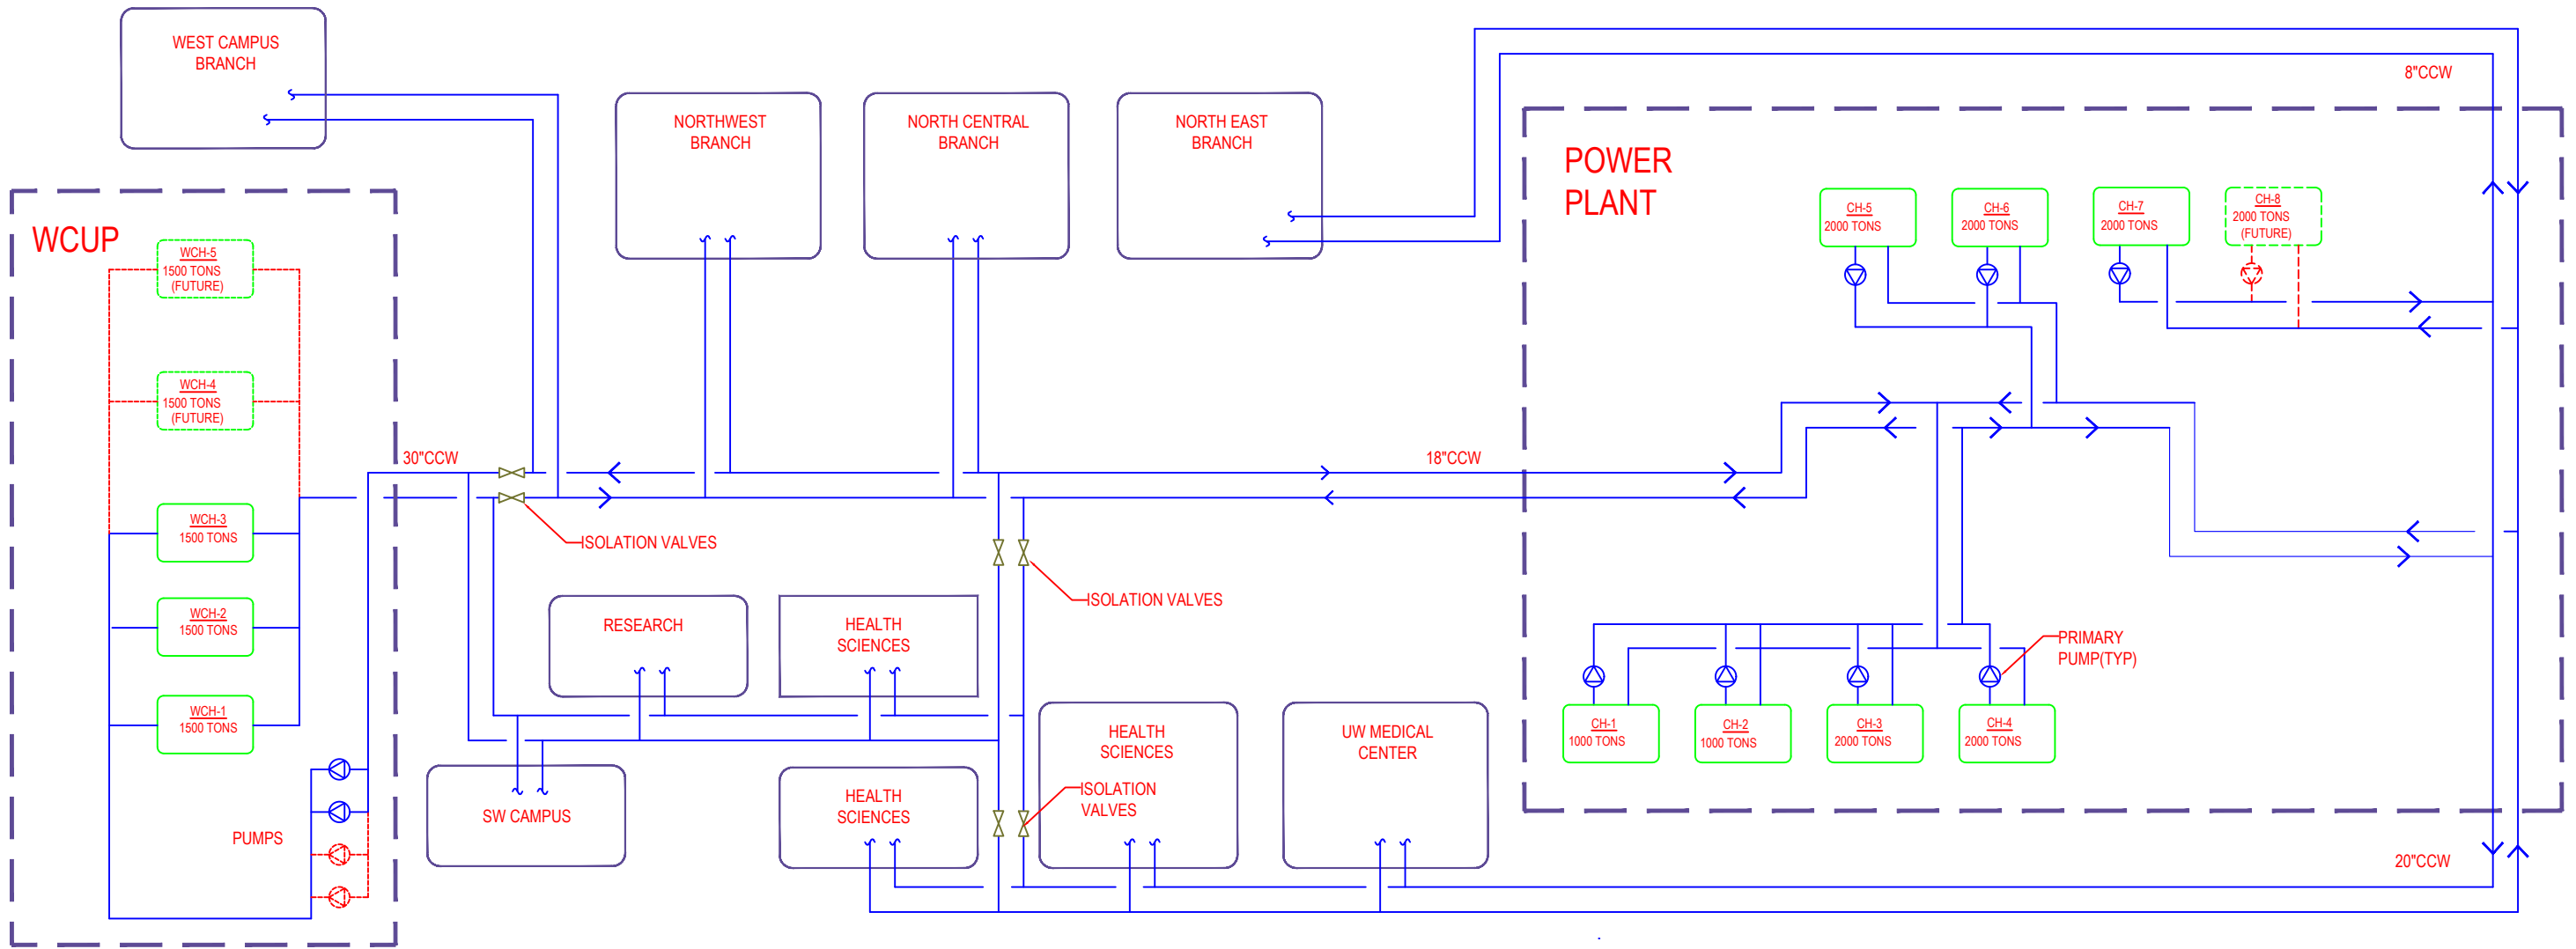 WEST CAMPUS
BRANCH
NORTHWEST
BRANCH
NORTH CENTRAL
BRANCH
NORTH EAST
BRANCH
8"CCW
POWER
PLANT
CH-5
2000 TONS
CH-6
2000 TONS
CH-7
2000 TONS
CH-8
2000 TONS
(FUTURE)
WCUP
WCH-5
1500 TONS
(FUTURE)
WCH-4
1500 TONS
(FUTURE)
WCH-3
1500 TONS
WCH-2
1500 TONS
WCH-1
1500 TONS
PUMPS
30"CCW
18"CCW
ISOLATION VALVES
ISOLATION VALVES
RESEARCH
HEALTH
SCIENCES
SW CAMPUS
HEALTH
SCIENCES
HEALTH
SCIENCES
ISOLATION
VALVES
UW MEDICAL
CENTER
PRIMARY
PUMP(TYP)
CH-1
1000 TONS
CH-2
1000 TONS
CH-3
2000 TONS
CH-4
2000 TONS
20"CCW